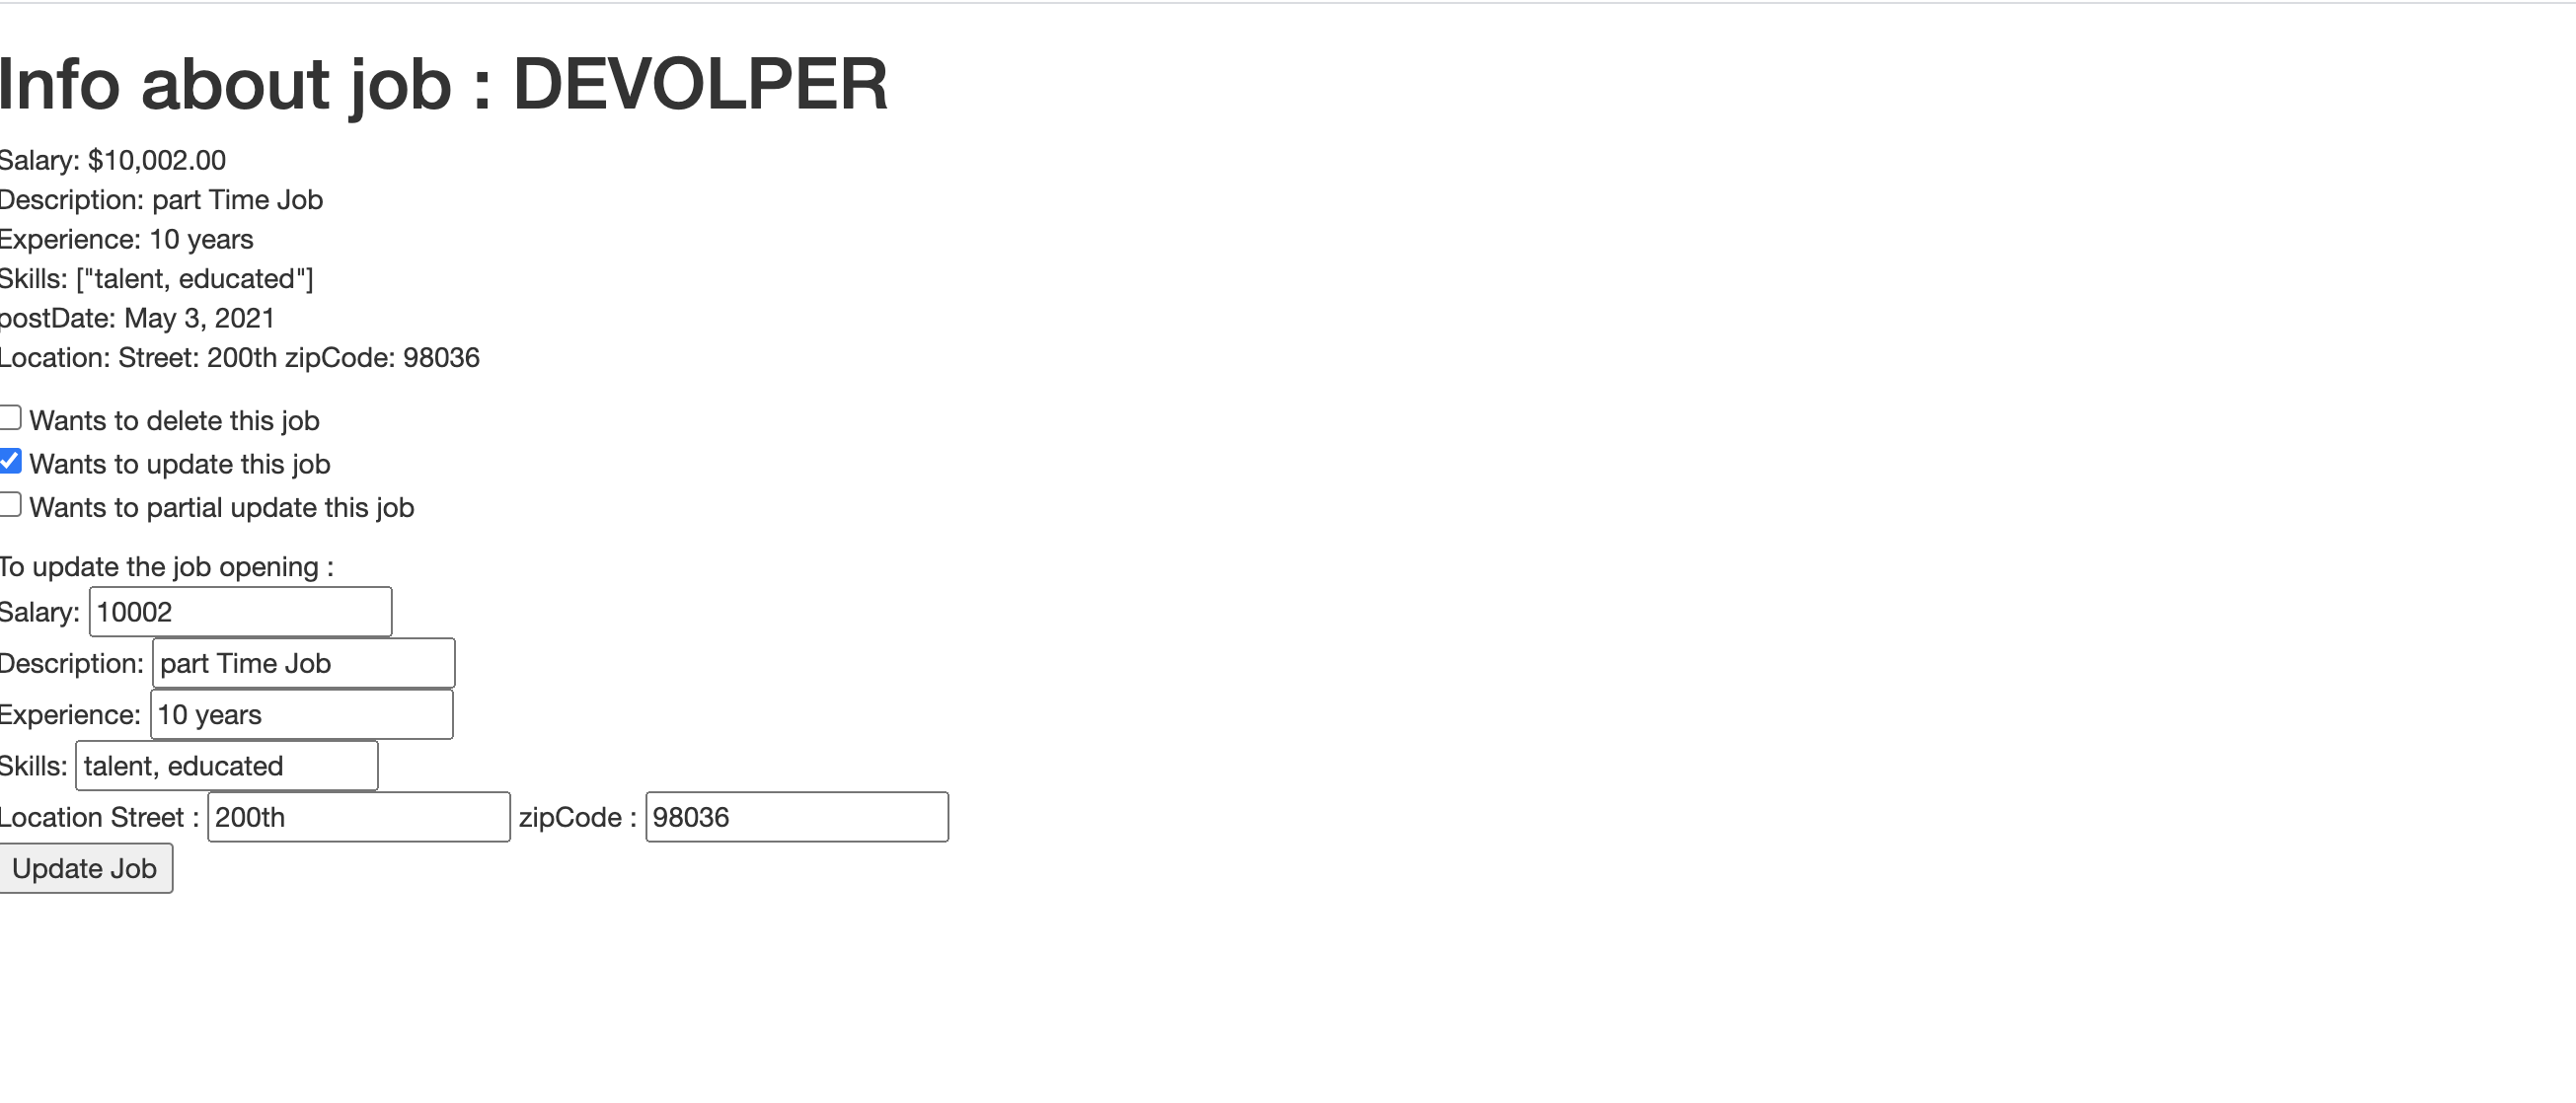 Info about job : DEVOLPER
Salary: $10,002.00
Description: part Time Job
Experience: 10 years
Skills: ["talent, educated"]
postDate: May 3, 2021
Location: Street: 200th zipCode: 98036
Wants to delete this job
Wants to update this job
Wants to partial update this job
To update the job opening :
Salary: 10002
Description: part Time Job
Experience: 10 years
Skills: talent, educated
Location Street : 200th zipCode : 98036
Update Job